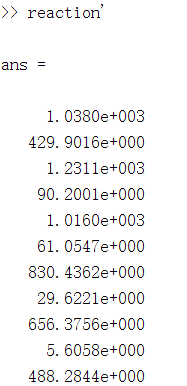 >> reaction'
ans =
1.0380e+003
429.9016e+000
1.2311e+003
90.2001e+000
1.0160e+003
61.0547e+000
830.4362e+000
29.6221e+000
656.3756e+000
5.6058e+000
488.2844e+000